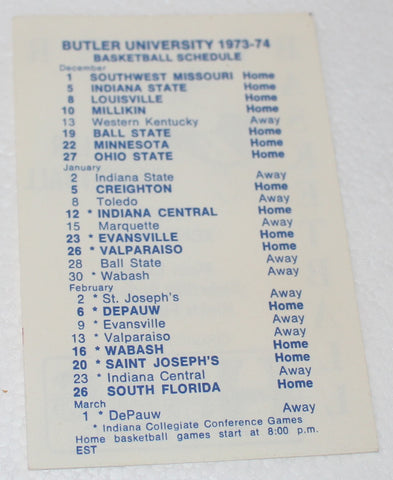 BUTLER UNIVERSITY 1973-74
BASKETBALL SCHEDULE
December
1 SOUTHWEST MISSOURI Home
5 INDIANA STATE Home
8 LOUISVILLE Home
10 MILLIKIN Home
13 Western Kentucky Away
19 BALL STATE Home
22 MINNESOTA Home
27 OHIO STATE Home
January
2 Indiana State Away
5 CREIGHTON Home
8 Toledo Away
12 * INDIANA CENTRAL Home
15 Marquette Away
23 * EVANSVILLE Home
26 * VALPARAISO Home
28 Ball State Away
30 * Wabash Away
February
2 * St. Joseph's Away
6 * DEPAUW Home
9 * Evansville Away
13 * Valparaiso Away
16 * WABASH Home
20 * SAINT JOSEPH'S Home
23 * Indiana Central Away
26 SOUTH FLORIDA Home
March
1 * DePauw Away
* Indiana Collegiate Conference Games
Home basketball games start at 8:00 p.m.
EST